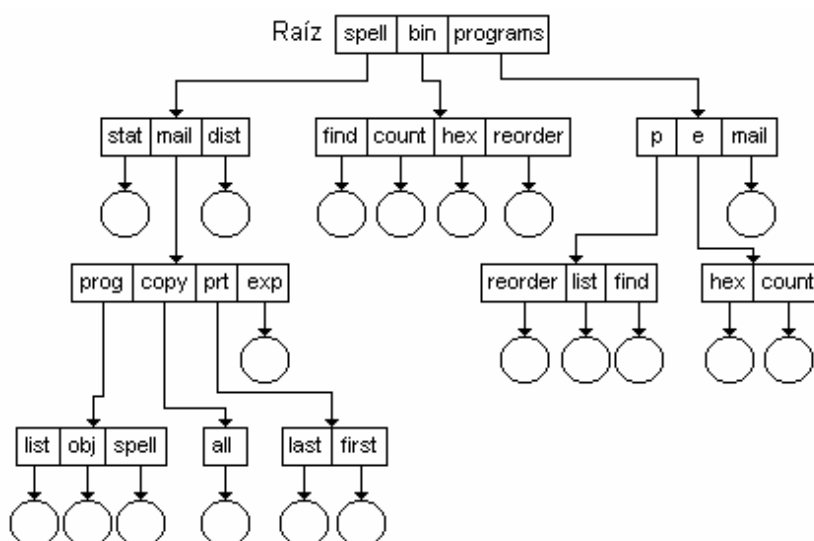 Raíz spell bin programs
stat mail dist find count hex reorder p e mail
prog copy prt exp reorder list find hex count
list obj spell all last first